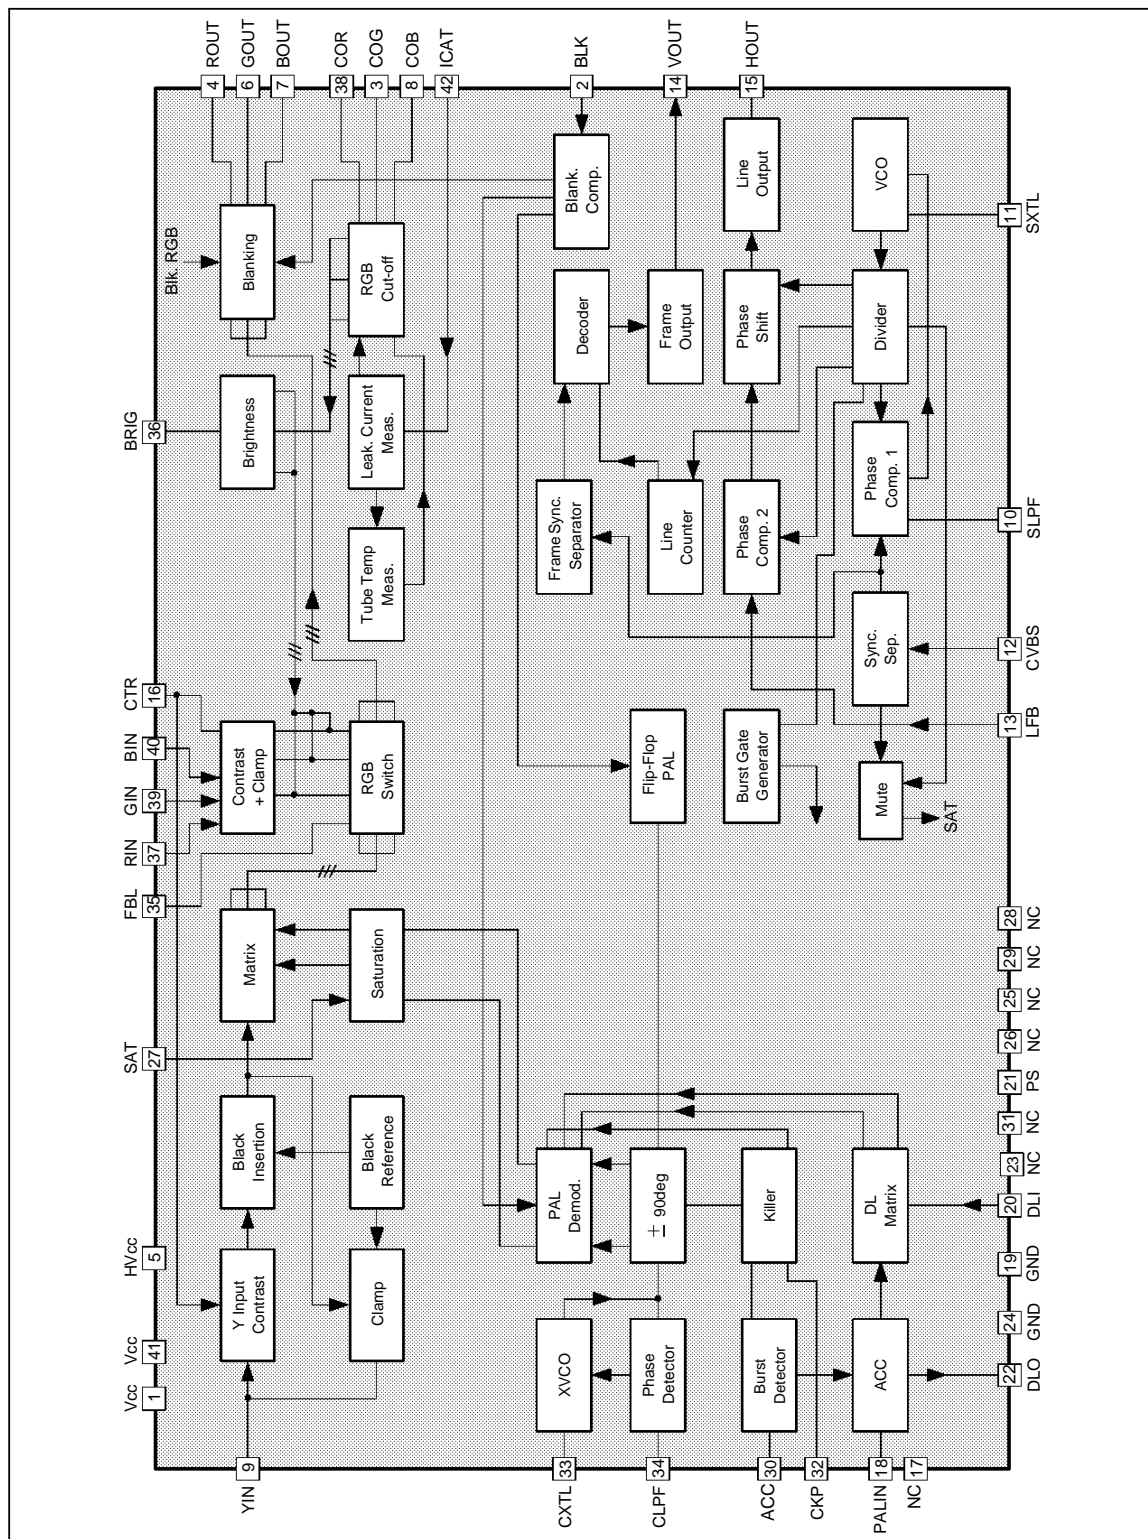 ROUT
4
GOUT
6
BOUT
7
COR
38
COG
3
COB
8
ICAT
42
BLK
2
VOUT
14
HOUT
15
Blk. RGB
Blanking
RGB
Cut-off
Blank.
Comp.
Line
Output
VCO
11
SXTL
Decoder
Frame
Output
Phase
Shift
Divider
BRIG
36
Brightness
Leak. Current
Meas.
Tube Temp
Meas.
Frame Sync.
Separator
Line
Counter
Phase
Comp. 2
Phase
Comp. 1
10
SLPF
Sync.
Sep.
12
CVBS
13
LFB
CTR
16
BIN
40
GIN
39
RIN
37
FBL
35
Contrast
+ Clamp
RGB
Switch
Flip-Flop
PAL
Burst Gate
Generator
Mute
SAT
Matrix
Saturation
SAT
27
28
NC
29
NC
25
NC
26
NC
21
PS
31
NC
23
NC
20
DLI
19
GND
24
GND
22
DLO
Black
Insertion
Black
Reference
PAL
Demod.
± 90deg
Killer
DL
Matrix
HVcc
5
Vcc
41
Vcc
1
Y Input
Contrast
Clamp
XVCO
Phase
Detector
Burst
Detector
ACC
9
YIN
33
CXTL
34
CLPF
30
ACC
32
CKP
18
PALIN
17
NC